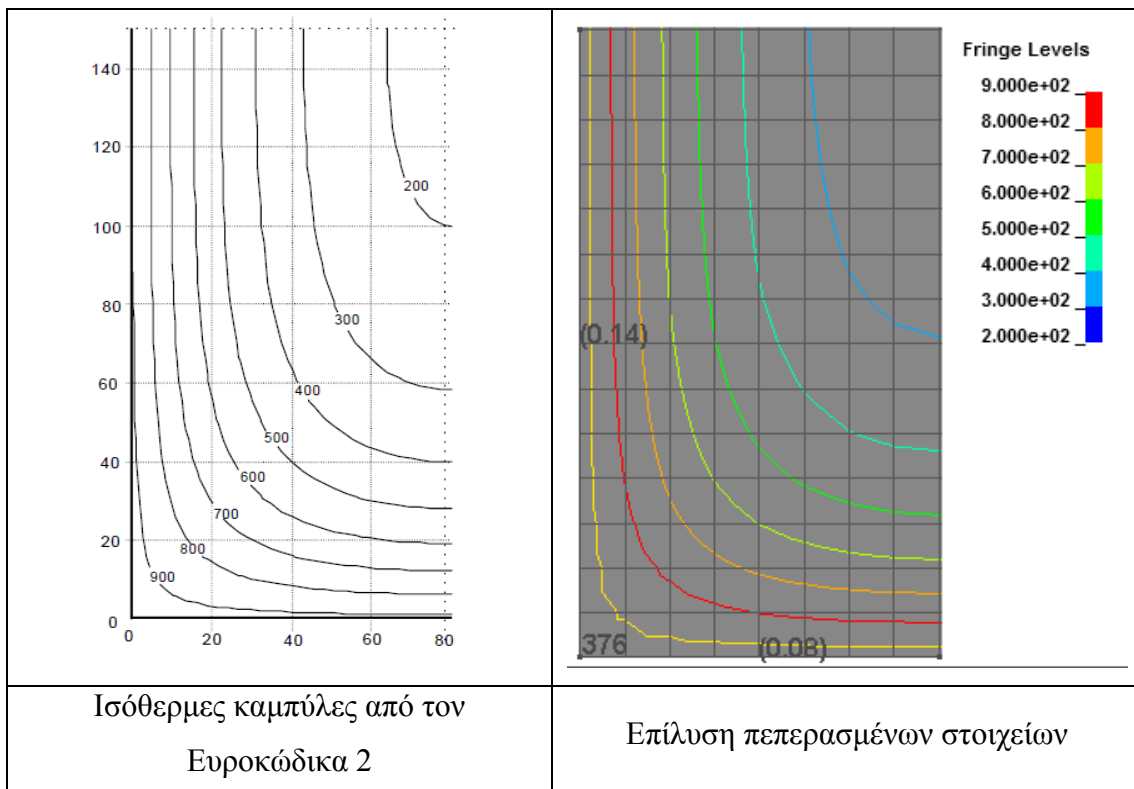 140
120
100
80
60
40
20
0
0
20
40
60
80
200
300
400
500
600
700
800
900
(0.14)
376
(0.08)
Fringe Levels
9.000e+02
8.000e+02
7.000e+02
6.000e+02
5.000e+02
4.000e+02
3.000e+02
2.000e+02
Ισόθερμες καμπύλες από τον
Ευροκώδικα 2
Επίλυση πεπερασμένων στοιχείων